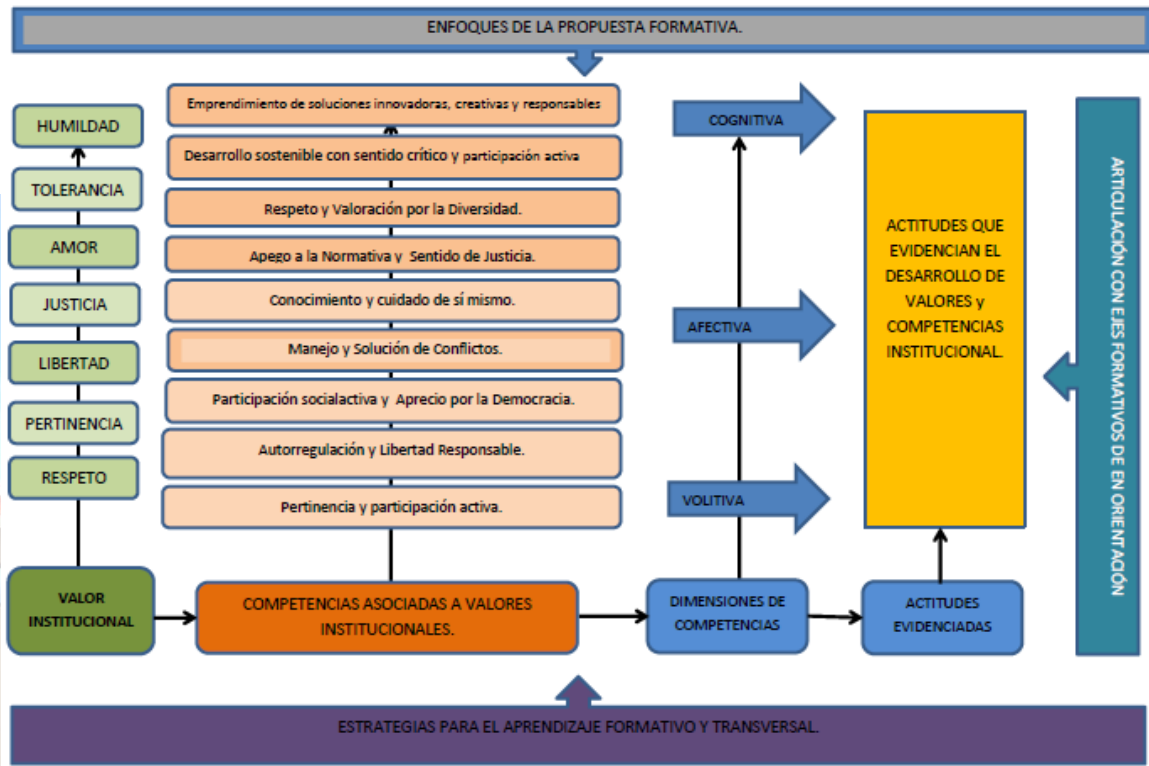 ENFOQUES DE LA PROPUESTA FORMATIVA.
HUMILDAD
TOLERANCIA
AMOR
JUSTICIA
LIBERTAD
PERTINENCIA
RESPETO
VALOR
INSTITUCIONAL
Emprendimiento de soluciones innovadoras, creativas y responsables
Desarrollo sostenible con sentido crítico y participación activa
Respeto y Valoración por la Diversidad.
Apego a la Normativa y Sentido de Justicia.
Conocimiento y cuidado de sí mismo.
Manejo y Solución de Conflictos.
Participación socialactiva y Aprecio por la Democracia.
Autorregulación y Libertad Responsable.
Pertinencia y participación activa.
COMPETENCIAS ASOCIADAS A VALORES
INSTITUCIONALES.
COGNITIVA
AFECTIVA
VOLITIVA
DIMENSIONES DE
COMPETENCIAS
ACTITUDES QUE
EVIDENCIAN EL
DESARROLLO DE
VALORES y
COMPETENCIAS
INSTITUCIONAL.
ACTITUDES
EVIDENCIADAS
ARTICULACIÓN CON EJES FORMATIVOS DE EN ORIENTACIÓN
ESTRATEGIAS PARA EL APRENDIZAJE FORMATIVO Y TRANSVERSAL.